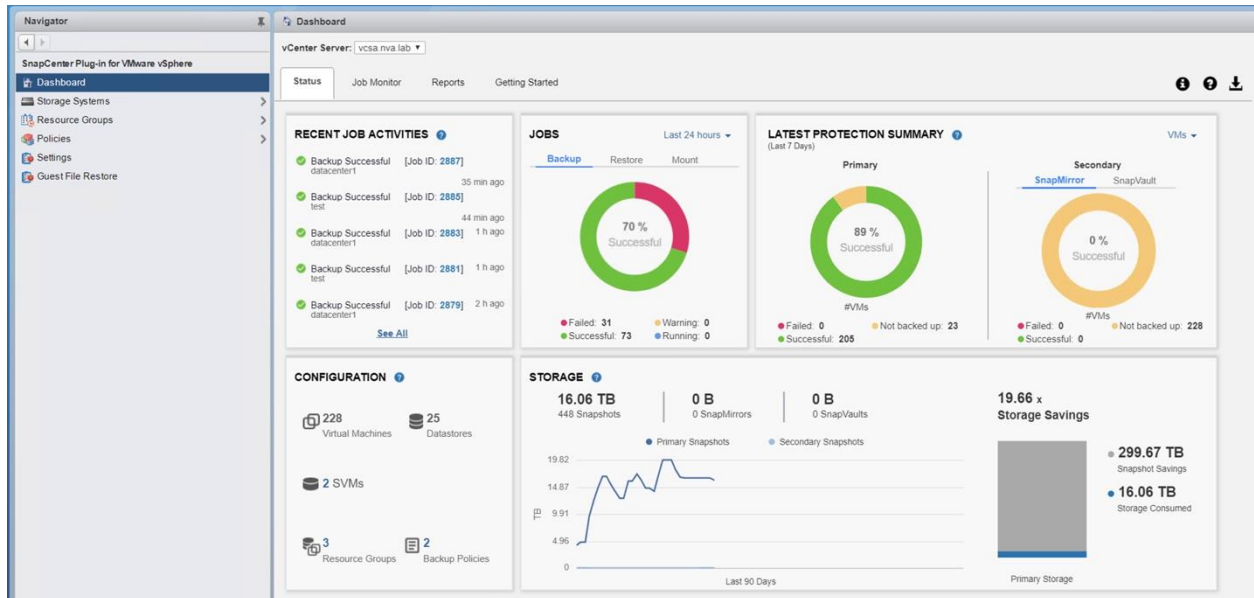 Navigator
SnapCenter Plug-in for VMware vSphere
Dashboard
Storage Systems
Resource Groups
Policies
Settings
Guest File Restore
Dashboard
vCenter Server: vcsa.nva.lab
Status Job Monitor Reports Getting Started
RECENT JOB ACTIVITIES
Backup Successful [Job ID: 2887]
datacenter1
35 min ago
Backup Successful [Job ID: 2885]
test
44 min ago
Backup Successful [Job ID: 2883] 1 h ago
datacenter1
Backup Successful [Job ID: 2881] 1 h ago
test
Backup Successful [Job ID: 2879] 2 h ago
datacenter1
See All
JOBS Last 24 hours
Backup Restore Mount
70 %
Successful
Failed: 31 Warning: 0
Successful: 73 Running: 0
LATEST PROTECTION SUMMARY VMs
(Last 7 Days)
Primary
89 %
Successful
#VMs
Failed: 0 Not backed up: 23
Successful: 205
Secondary
SnapMirror SnapVault
0 %
Successful
#VMs
Failed: 0 Not backed up: 228
Successful: 0
CONFIGURATION
228
Virtual Machines
25
Datastores
2 SVMs
3
Resource Groups
2
Backup Policies
STORAGE
16.06 TB
448 Snapshots
0 B
0 SnapMirrors
0 B
0 SnapVaults
Primary Snapshots Secondary Snapshots
19.82
14.87
9.91
4.96
0
TB
Last 90 Days
19.66 x
Storage Savings
299.67 TB
Snapshot Savings
16.06 TB
Storage Consumed
Primary Storage